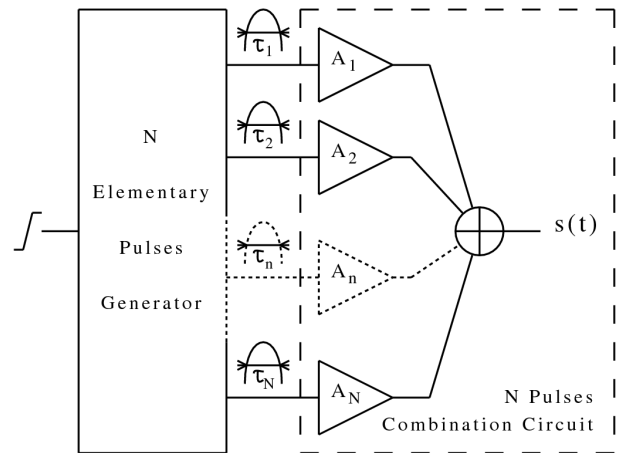 τ1
A1
N
Elementary
Pulses
Generator
τ2
A2
s(t)
τn
An
τN
AN
N Pulses
Combination Circuit